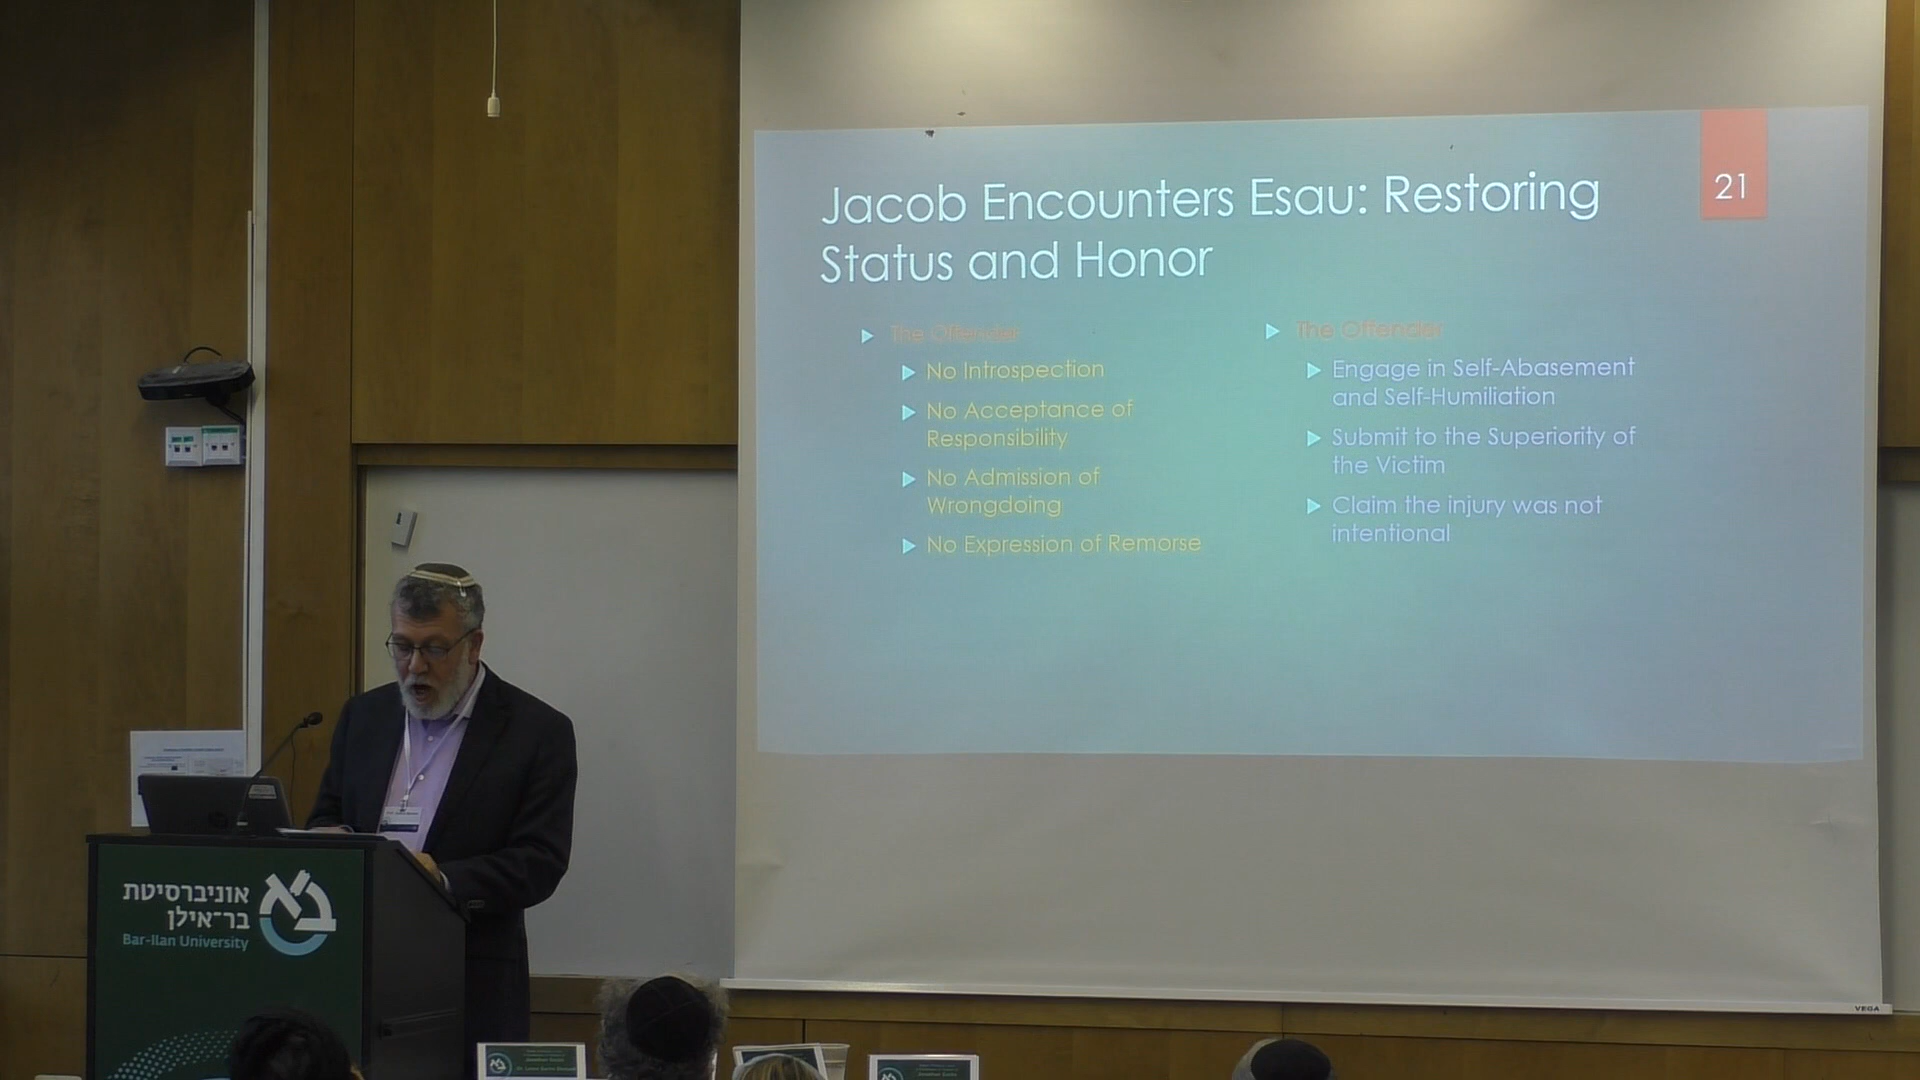 Jacob Encounters Esau: Restoring
Status and Honor
21
The Offender
No Introspection
No Acceptance of
Responsibility
No Admission of
Wrongdoing
No Expression of Remorse
The Offender
Engage in Self-Abasement
and Self-Humiliation
Submit to the Superiority of
the Victim
Claim the injury was not
intentional
אוניברסיטת
בר־אילן
Bar-Ilan University
VEGA